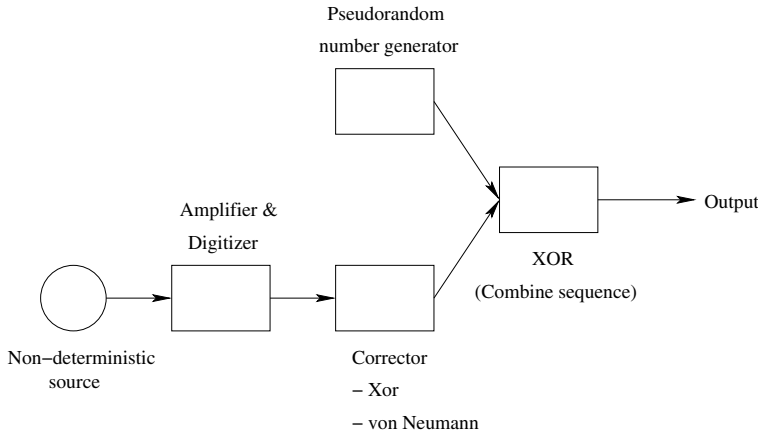 Pseudorandom
number generator
Amplifier &
Digitizer
Output
XOR
(Combine sequence)
Non−deterministic
source
Corrector
− Xor
− von Neumann